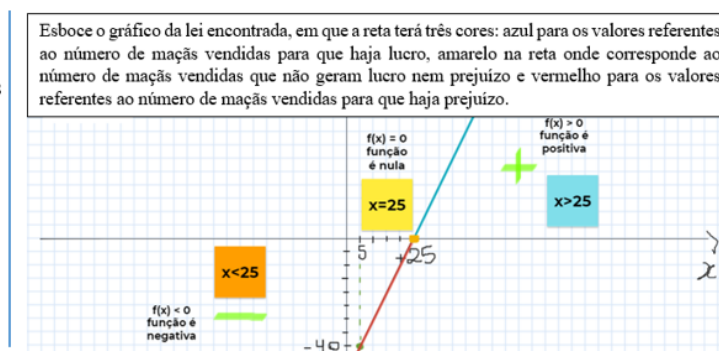 Esboce o gráfico da lei encontrada, em que a reta terá três cores: azul para os valores referentes
ao número de maçãs vendidas para que haja lucro, amarelo na reta onde corresponde ao
número de maçãs vendidas que não geram lucro nem prejuízo e vermelho para os valores
referentes ao número de maçãs vendidas para que haja prejuízo.
f(x) = 0
função
é nula
f(x) > 0
função é
positiva
+
x=25
x>25
5
25
x
x<25
f(x) < 0
função é
negativa
-40